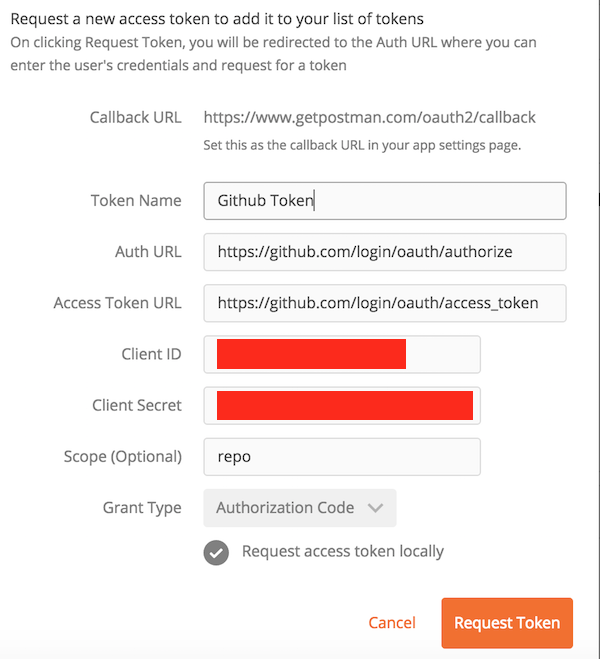 Request a new access token to add it to your list of tokens
On clicking Request Token, you will be redirected to the Auth URL where you can
enter the user's credentials and request for a token
Callback URL https://www.getpostman.com/oauth2/callback
Set this as the callback URL in your app settings page.
Token Name Github Token
Auth URL https://github.com/login/oauth/authorize
Access Token URL https://github.com/login/oauth/access_token
Client ID
Client Secret
Scope (Optional) repo
Grant Type Authorization Code
Request access token locally
Cancel Request Token